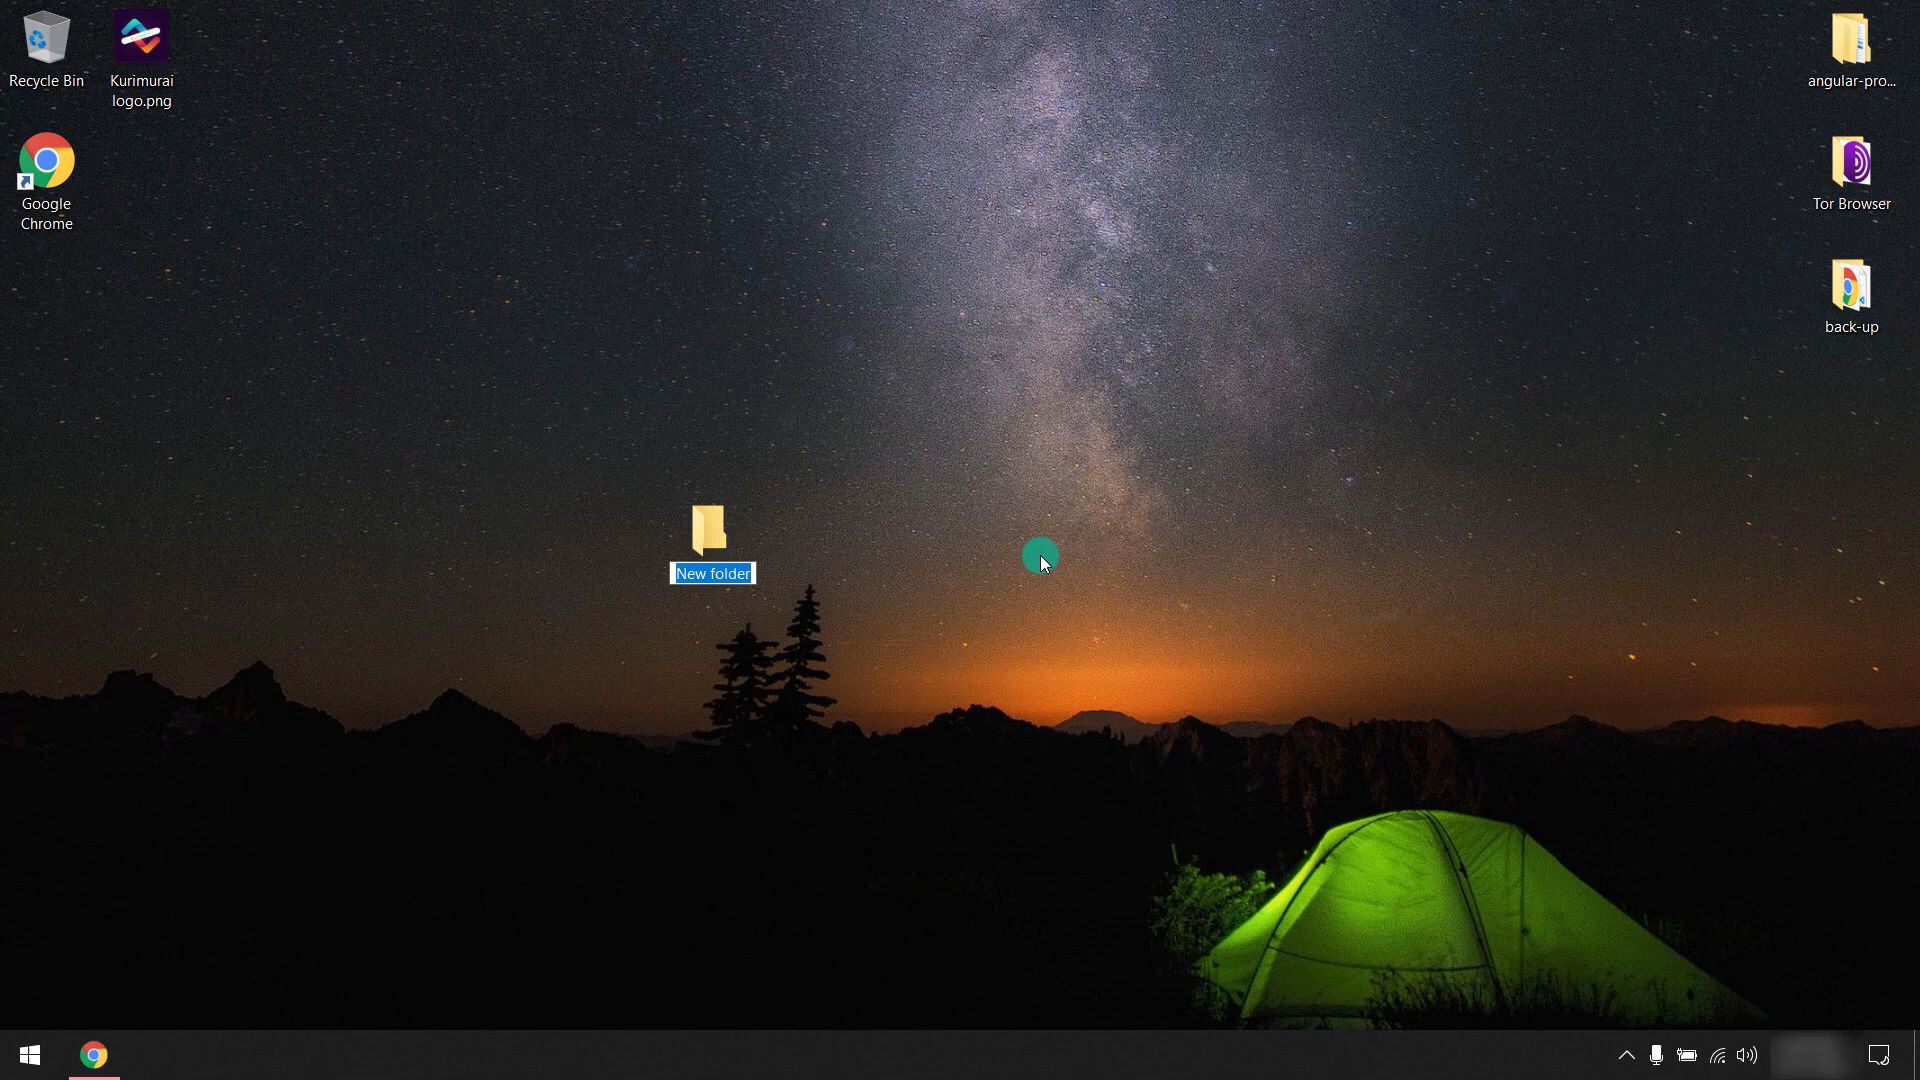 Recycle Bin
Kurimurai
logo.png
Google
Chrome
New folder
angular-pro...
Tor Browser
back-up